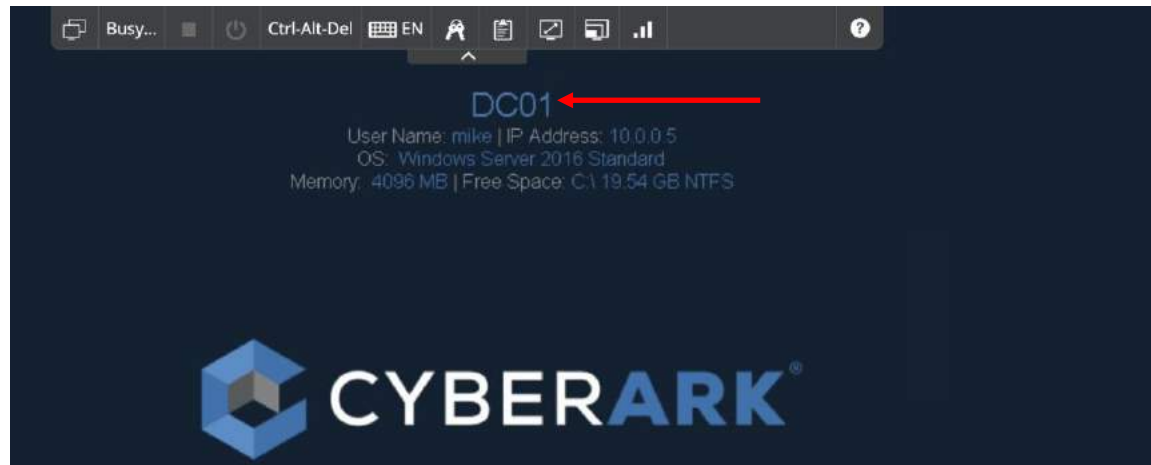 Busy... Ctrl-Alt-Del EN ?
DC01
User Name: mike | IP Address: 10.0.0.5
OS: Windows Server 2016 Standard
Memory: 4096 MB | Free Space: C:\ 19.54 GB NTFS
CYBERARK®